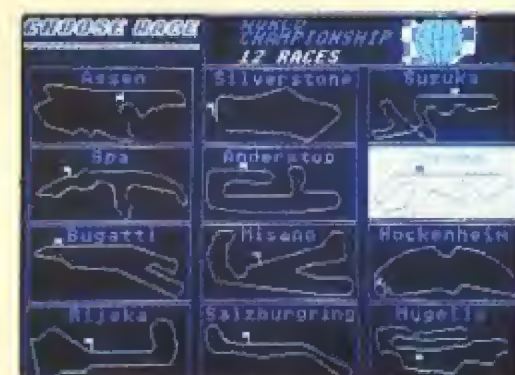 CHOOSE RACE
WORLD
CHAMPIONSHIP
12 RACES
Assen Silverstone Suzuka
Spa Anderstop
Bugatti Misano Hockenheim
Rijeka Salzburgring Mugello